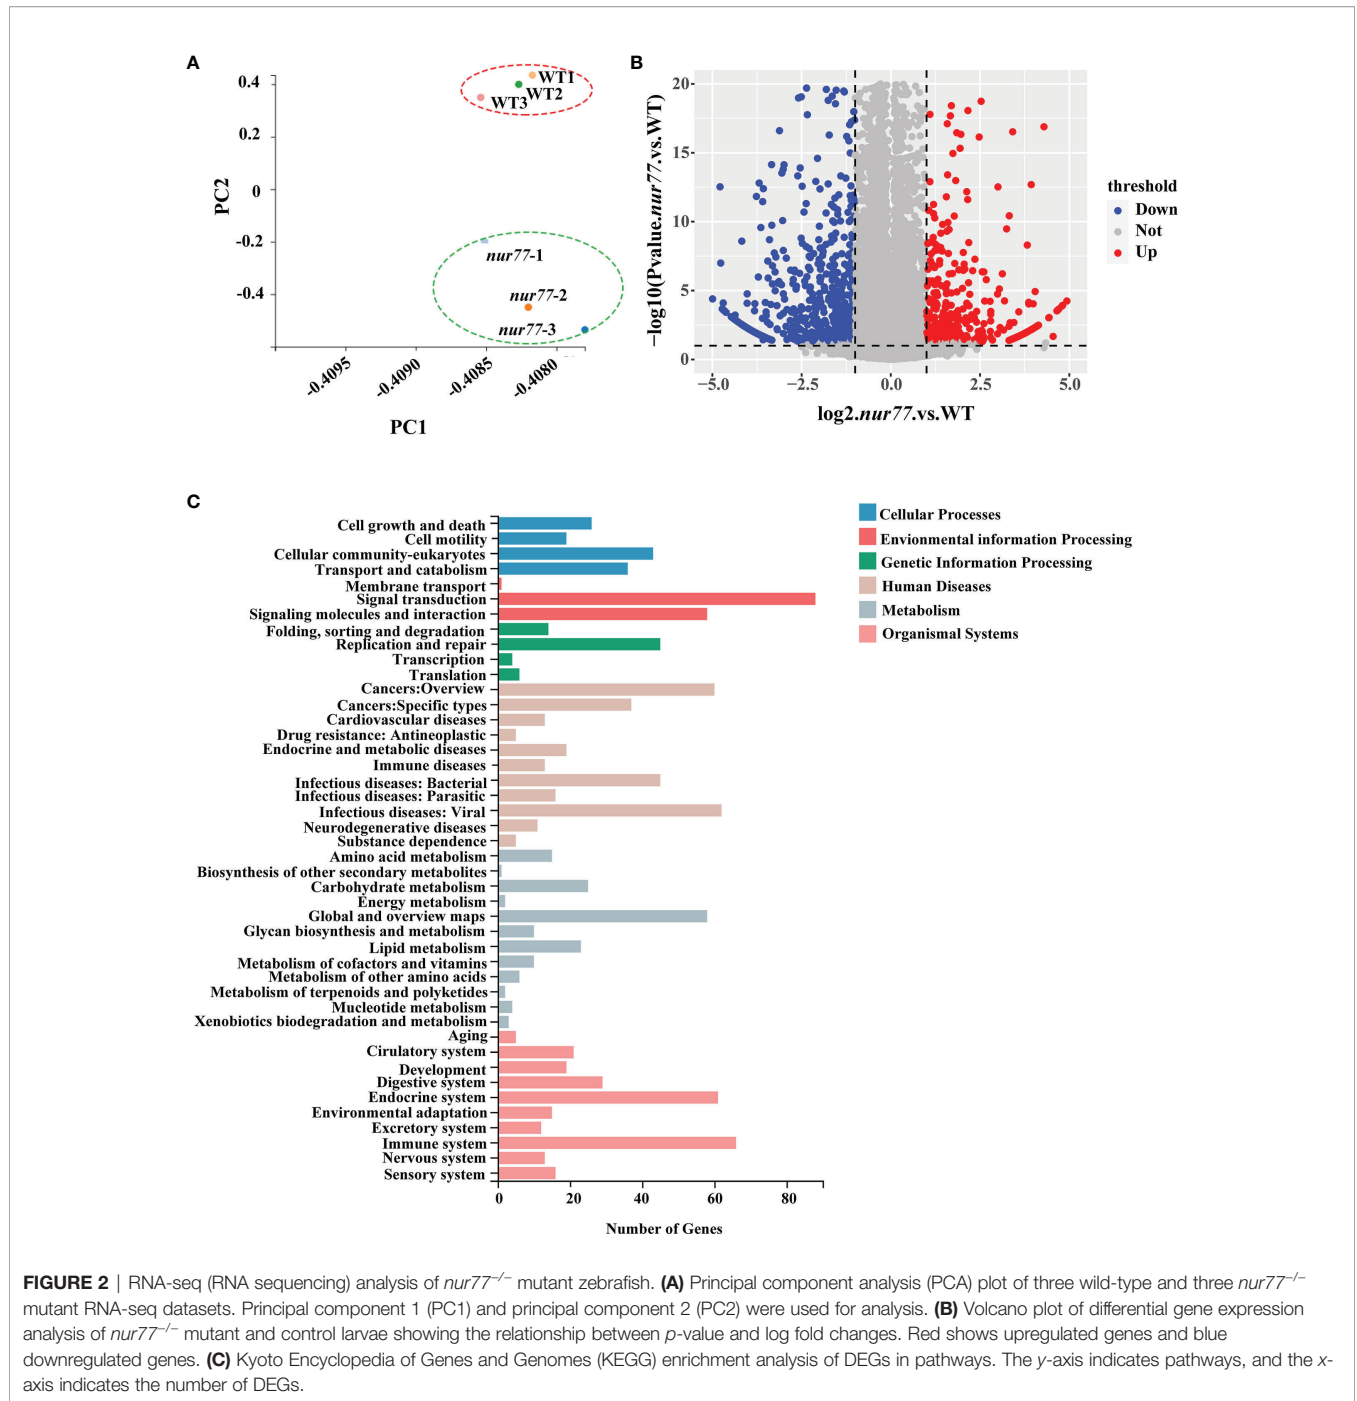 A
0.4
0.2
0
-0.2
-0.4
PC2
WT1
WT2
WT3
nur77-1
nur77-2
nur77-3
-0.4095
-0.4090
-0.4085
-0.4080
PC1
B
20
15
10
5
0
−log10(Pvalue.nur77.vs.WT)
−5.0
−2.5
0.0
2.5
5.0
log2.nur77.vs.WT
threshold
Down
Not
Up
C
Cell growth and death
Cell motility
Cellular community-eukaryotes
Transport and catabolism
Membrane transport
Signal transduction
Signaling molecules and interaction
Folding, sorting and degradation
Replication and repair
Transcription
Translation
Cancers:Overview
Cancers:Specific types
Cardiovascular diseases
Drug resistance: Antineoplastic
Endocrine and metabolic diseases
Immune diseases
Infectious diseases: Bacterial
Infectious diseases: Parasitic
Infectious diseases: Viral
Neurodegenerative diseases
Substance dependence
Amino acid metabolism
Biosynthesis of other secondary metabolites
Carbohydrate metabolism
Energy metabolism
Global and overview maps
Glycan biosynthesis and metabolism
Lipid metabolism
Metabolism of cofactors and vitamins
Metabolism of other amino acids
Metabolism of terpenoids and polyketides
Mucleotide metabolism
Xenobiotics biodegradation and metabolism
Aging
Cirulatory system
Development
Digestive system
Endocrine system
Environmental adaptation
Excretory system
Immune system
Nervous system
Sensory system
0
20
40
60
80
Number of Genes
Cellular Processes
Envionmental information Processing
Genetic Information Processing
Human Diseases
Metabolism
Organismal Systems
FIGURE 2 | RNA-seq (RNA sequencing) analysis of nur77−/− mutant zebrafish. (A) Principal component analysis (PCA) plot of three wild-type and three nur77−/−
mutant RNA-seq datasets. Principal component 1 (PC1) and principal component 2 (PC2) were used for analysis. (B) Volcano plot of differential gene expression
analysis of nur77−/− mutant and control larvae showing the relationship between p-value and log fold changes. Red shows upregulated genes and blue
downregulated genes. (C) Kyoto Encyclopedia of Genes and Genomes (KEGG) enrichment analysis of DEGs in pathways. The y-axis indicates pathways, and the x-
axis indicates the number of DEGs.